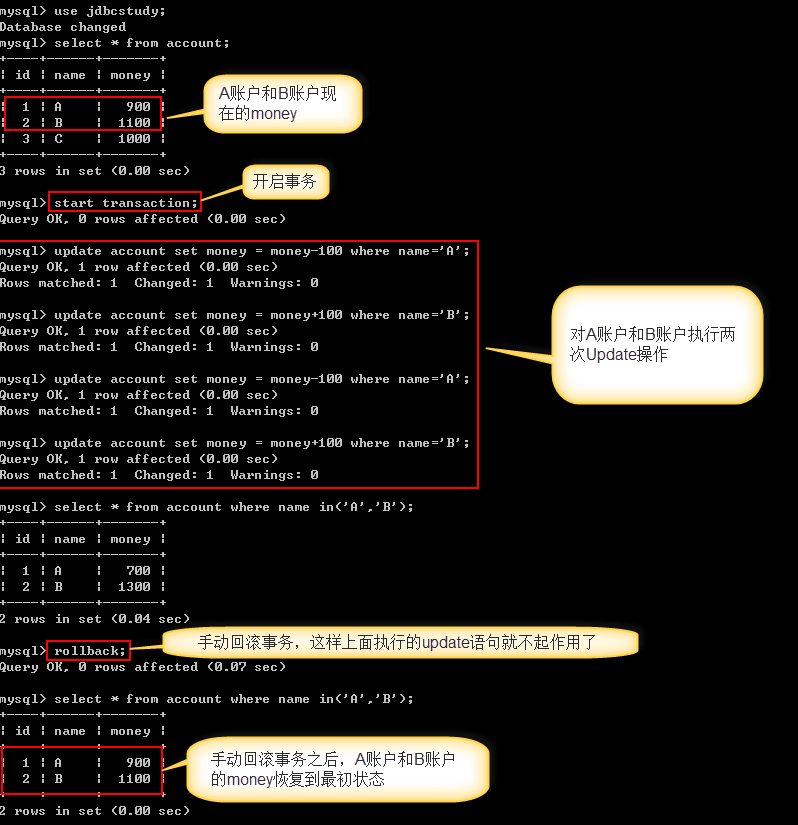 mysql> use jdbcstudy;
Database changed
mysql> select * from account;
+----+------+-------+
| id | name | money |
+----+------+-------+
| 1 | A | 900 |
| 2 | B | 1100 |
| 3 | C | 1000 |
+----+------+-------+
3 rows in set (0.00 sec)
A账户和B账户现
在的money
开启事务
mysql> start transaction;
Query OK, 0 rows affected (0.00 sec)
mysql> update account set money = money-100 where name='A';
Query OK, 1 row affected (0.00 sec)
Rows matched: 1 Changed: 1 Warnings: 0
mysql> update account set money = money+100 where name='B';
Query OK, 1 row affected (0.00 sec)
Rows matched: 1 Changed: 1 Warnings: 0
mysql> update account set money = money-100 where name='A';
Query OK, 1 row affected (0.00 sec)
Rows matched: 1 Changed: 1 Warnings: 0
mysql> update account set money = money+100 where name='B';
Query OK, 1 row affected (0.00 sec)
Rows matched: 1 Changed: 1 Warnings: 0
对A账户和B账户执行两
次Update操作
mysql> select * from account where name in('A','B');
+----+------+-------+
| id | name | money |
+----+------+-------+
| 1 | A | 700 |
| 2 | B | 1300 |
+----+------+-------+
2 rows in set (0.04 sec)
mysql> rollback;
手动回滚事务，这样上面执行的update语句就不起作用了
Query OK, 0 rows affected (0.07 sec)
mysql> select * from account where name in('A','B');
+----+------+-------+
| id | name | money |
+----+------+-------+
| 1 | A | 900 |
| 2 | B | 1100 |
+----+------+-------+
2 rows in set (0.00 sec)
手动回滚事务之后，A账户和B账户
的money恢复到最初状态